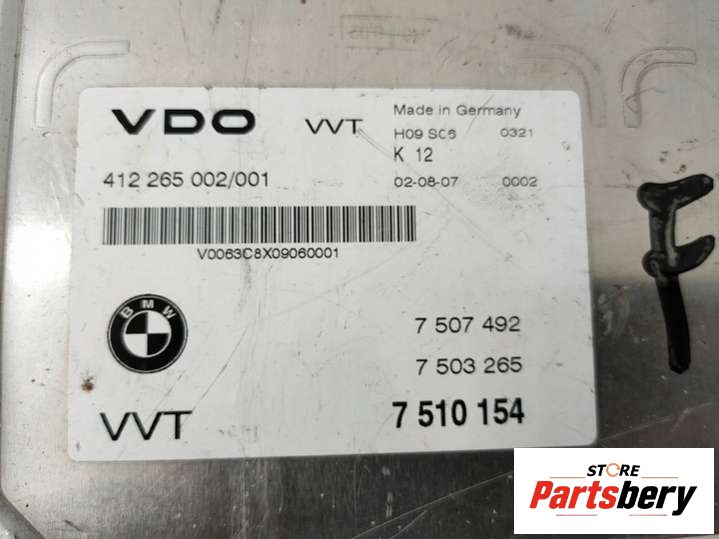 VDO VVT Made in Germany
H09 SC6 0321
K 12
412 265 002/001 02-08-07 0002
V0063C8X09060001
BMW
7 507 492
7 503 265
VVT 7 510 154
F
STORE
Partsbery